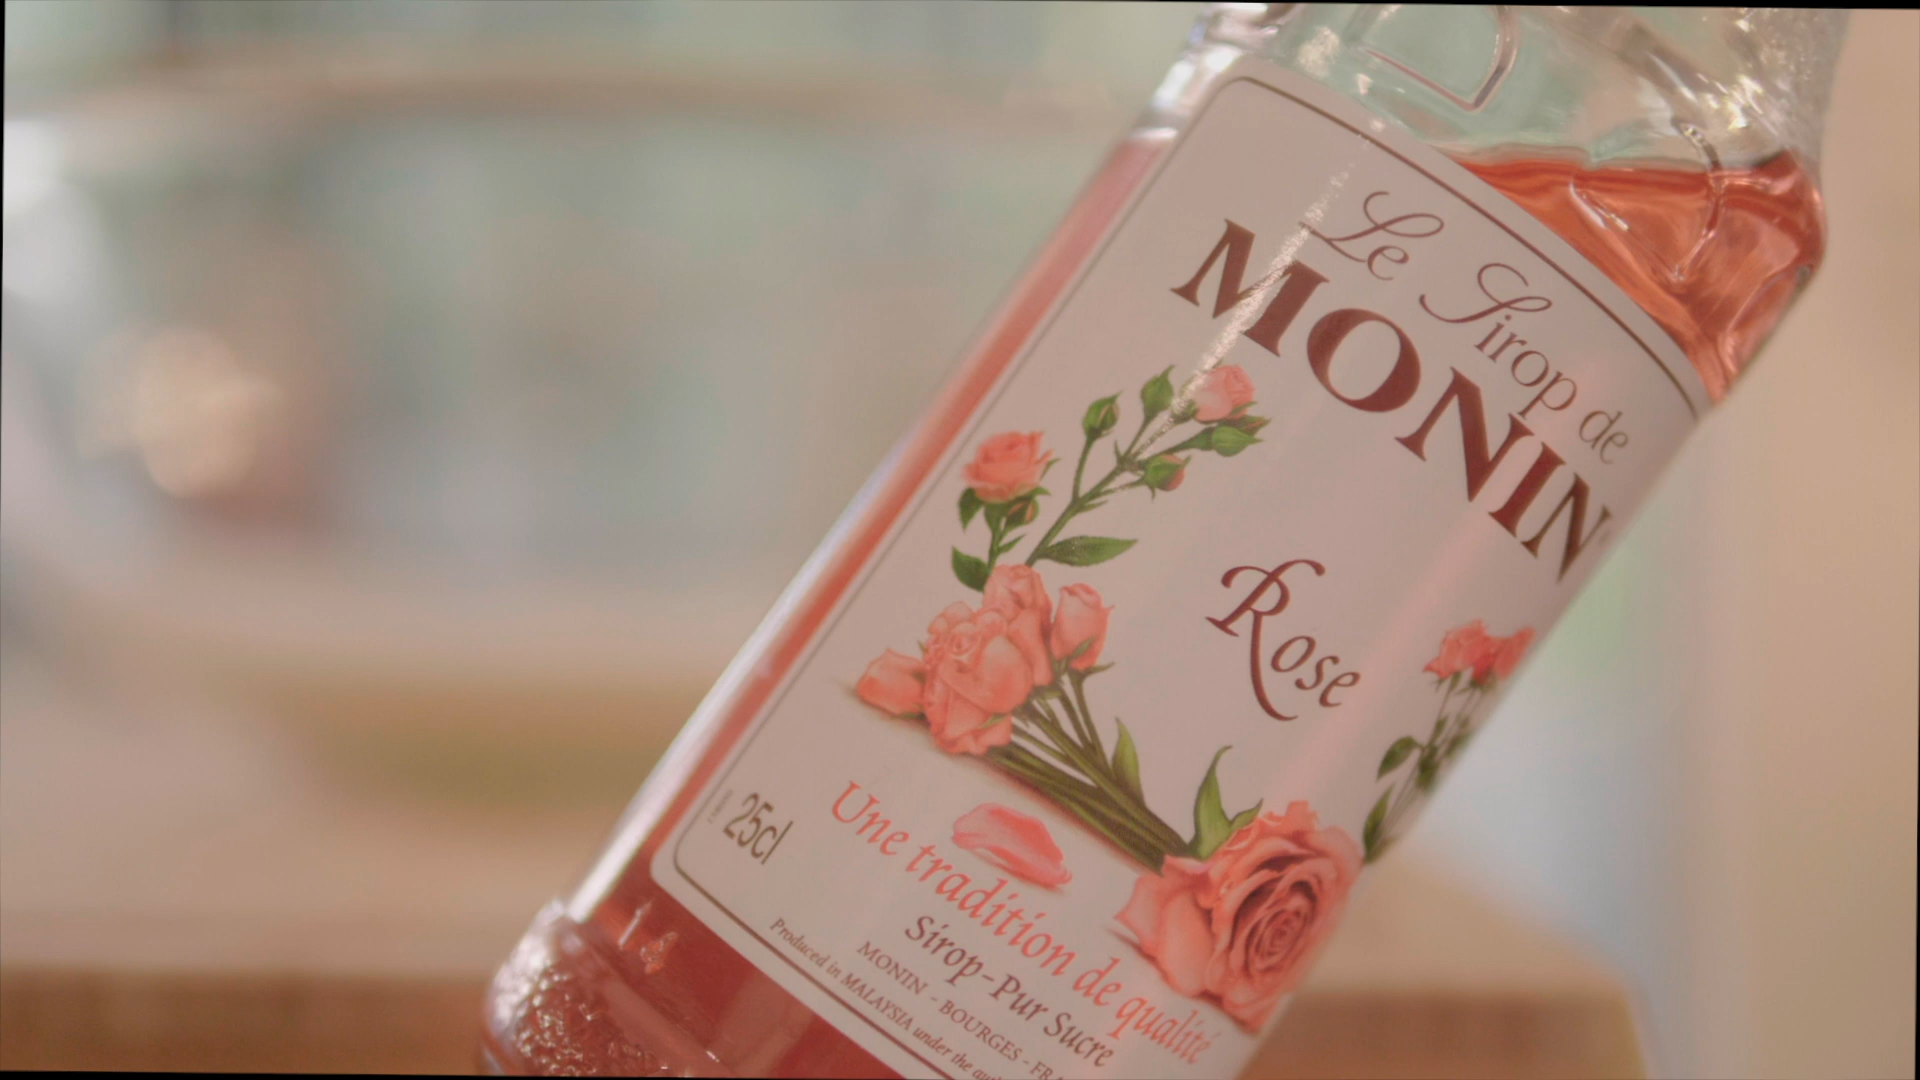 Le Sirop de
MONIN
Rose
25cl
Une tradition de qualité
Sirop-Pur Sucre
MONIN - BOURGES - FRA
Produced in MALAYSIA under the